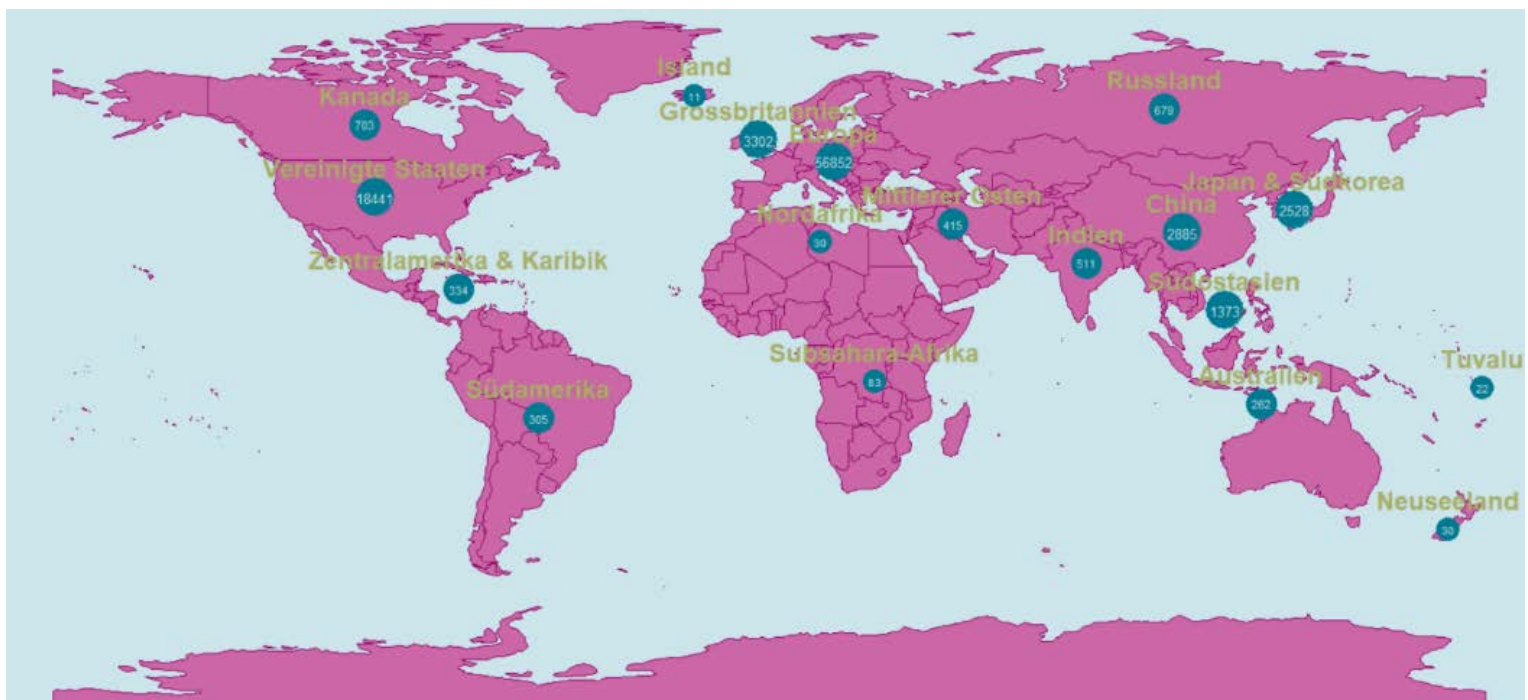 Island
11
Kanada
703
Grossbritannien
3302
Europa
56852
Russland
679
Vereinigte Staaten
18441
Mittlerer Osten
415
Japan & Südkorea
2528
China
2885
Nordafrika
30
Indien
511
Zentralamerika & Karibik
334
Südostasien
1373
Subsahara-Afrika
83
Tuvalu
22
Südamerika
305
Australien
262
Neuseeland
30